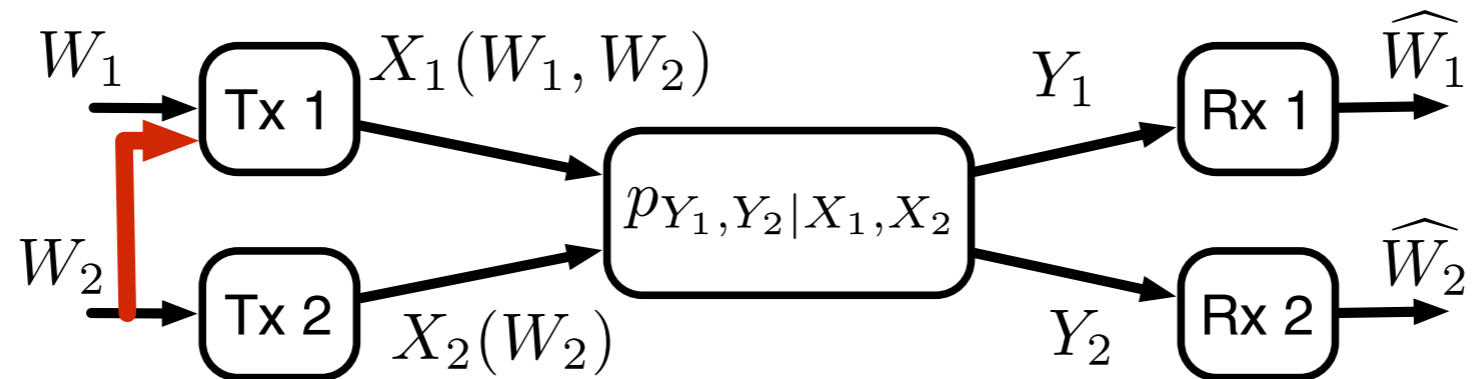 W_1
Tx 1
X_1(W_1, W_2)
Y_1
Rx 1
\widehat{W_1}
p_{Y_1,Y_2|X_1,X_2}
W_2
Tx 2
X_2(W_2)
Y_2
Rx 2
\widehat{W_2}